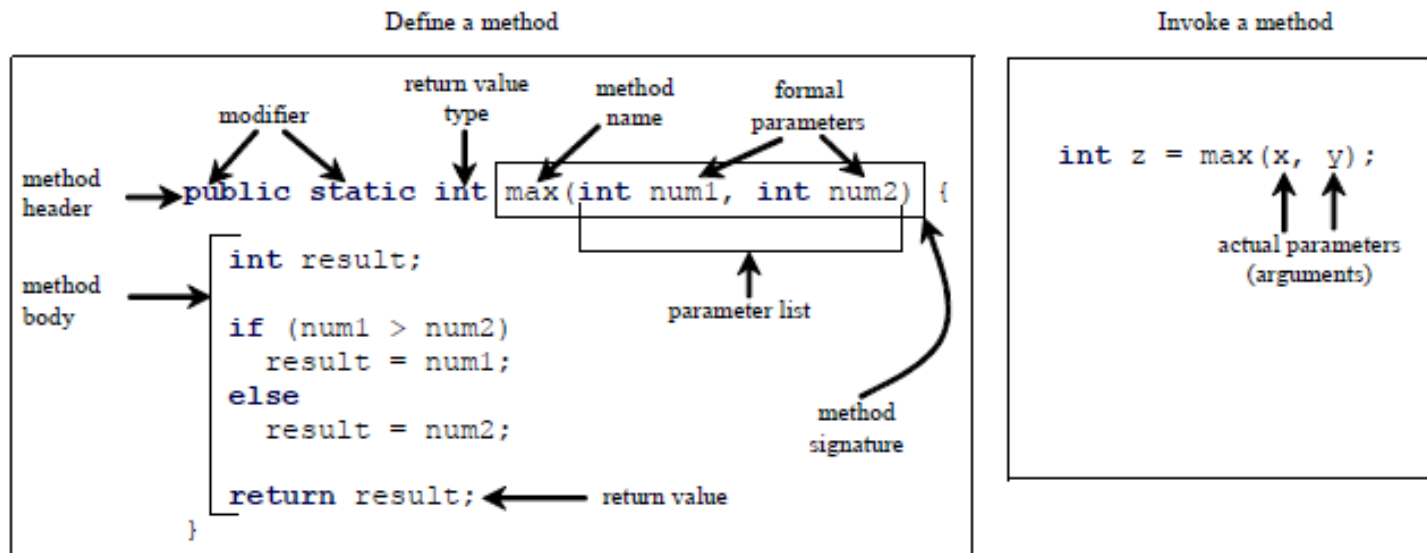 Define a method
Invoke a method
return value
type
method
name
formal
parameters
modifier
method
header
public static int max(int num1, int num2) {
int z = max(x, y);
actual parameters
(arguments)
method
body
int result;
parameter list
if (num1 > num2)
result = num1;
else
result = num2;
method
signature
return result;
return value
}